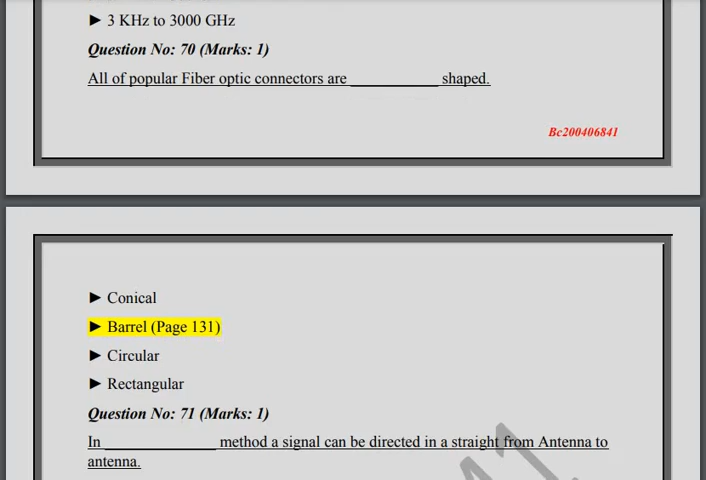 ► 3 KHz to 3000 GHz
Question No: 70 (Marks: 1)
All of popular Fiber optic connectors are ___________ shaped.
Bc200406841
► Conical
► Barrel (Page 131)
► Circular
► Rectangular
Question No: 71 (Marks: 1)
In ______________ method a signal can be directed in a straight from Antenna to
antenna.
41